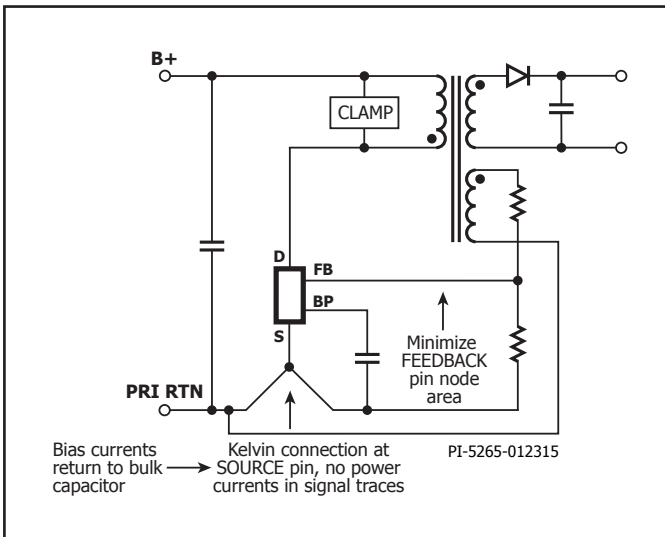 B+
CLAMP
D
FB
BP
S
Minimize
FEEDBACK
pin node
area
PRI RTN
PI-5265-012315
Bias currents
return to bulk
capacitor
Kelvin connection at
SOURCE pin, no power
currents in signal traces